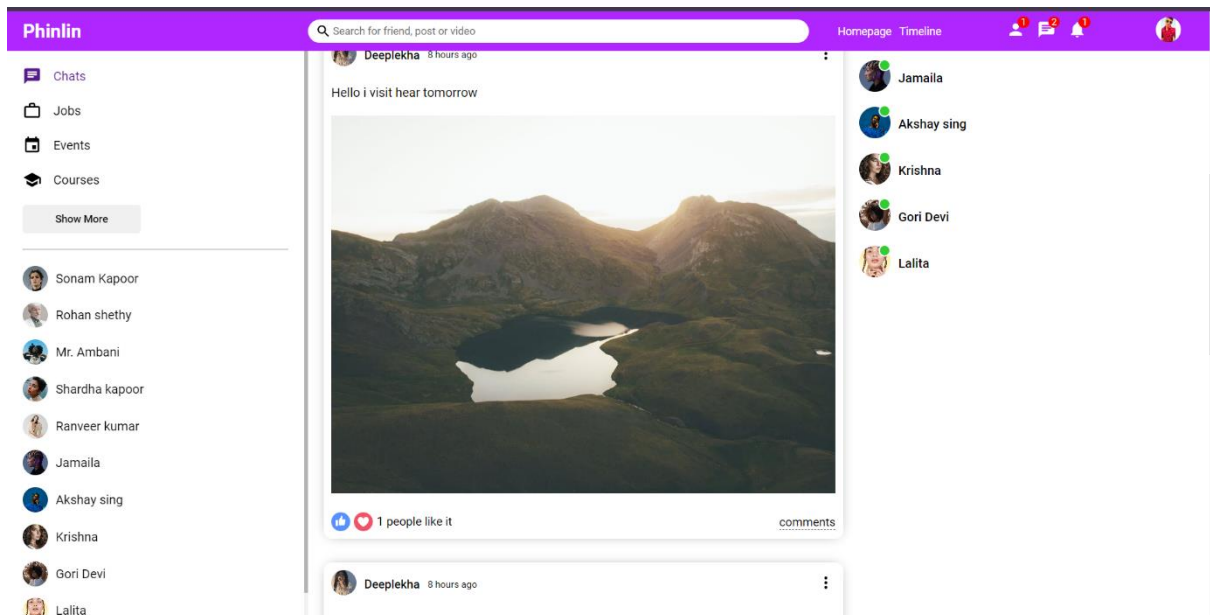 Phinlin
Search for friend, post or video
Homepage Timeline
1
2
1
Chats
Jobs
Events
Courses
Show More
Sonam Kapoor
Rohan shethy
Mr. Ambani
Shardha kapoor
Ranveer kumar
Jamaila
Akshay sing
Krishna
Gori Devi
Lalita
Deeplekha 8 hours ago
Hello i visit hear tomorrow
1 people like it
comments
Deeplekha 8 hours ago
Jamaila
Akshay sing
Krishna
Gori Devi
Lalita